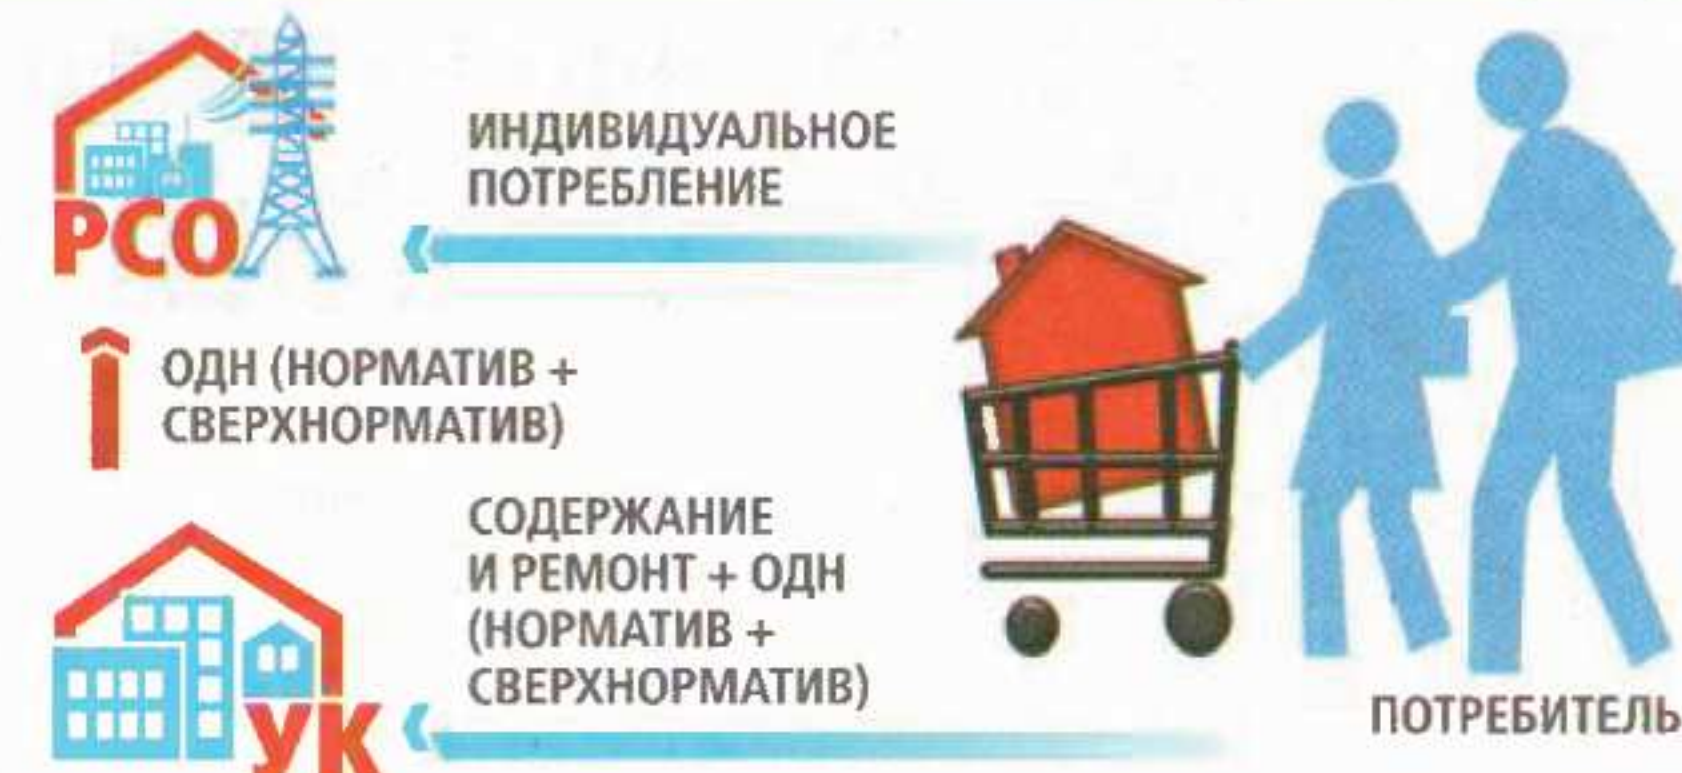 РСО
ИНДИВИДУАЛЬНОЕ
ПОТРЕБЛЕНИЕ
ОДН (НОРМАТИВ +
СВЕРХНОРМАТИВ)
УК
СОДЕРЖАНИЕ
И РЕМОНТ + ОДН
(НОРМАТИВ +
СВЕРХНОРМАТИВ)
ПОТРЕБИТЕЛЬ